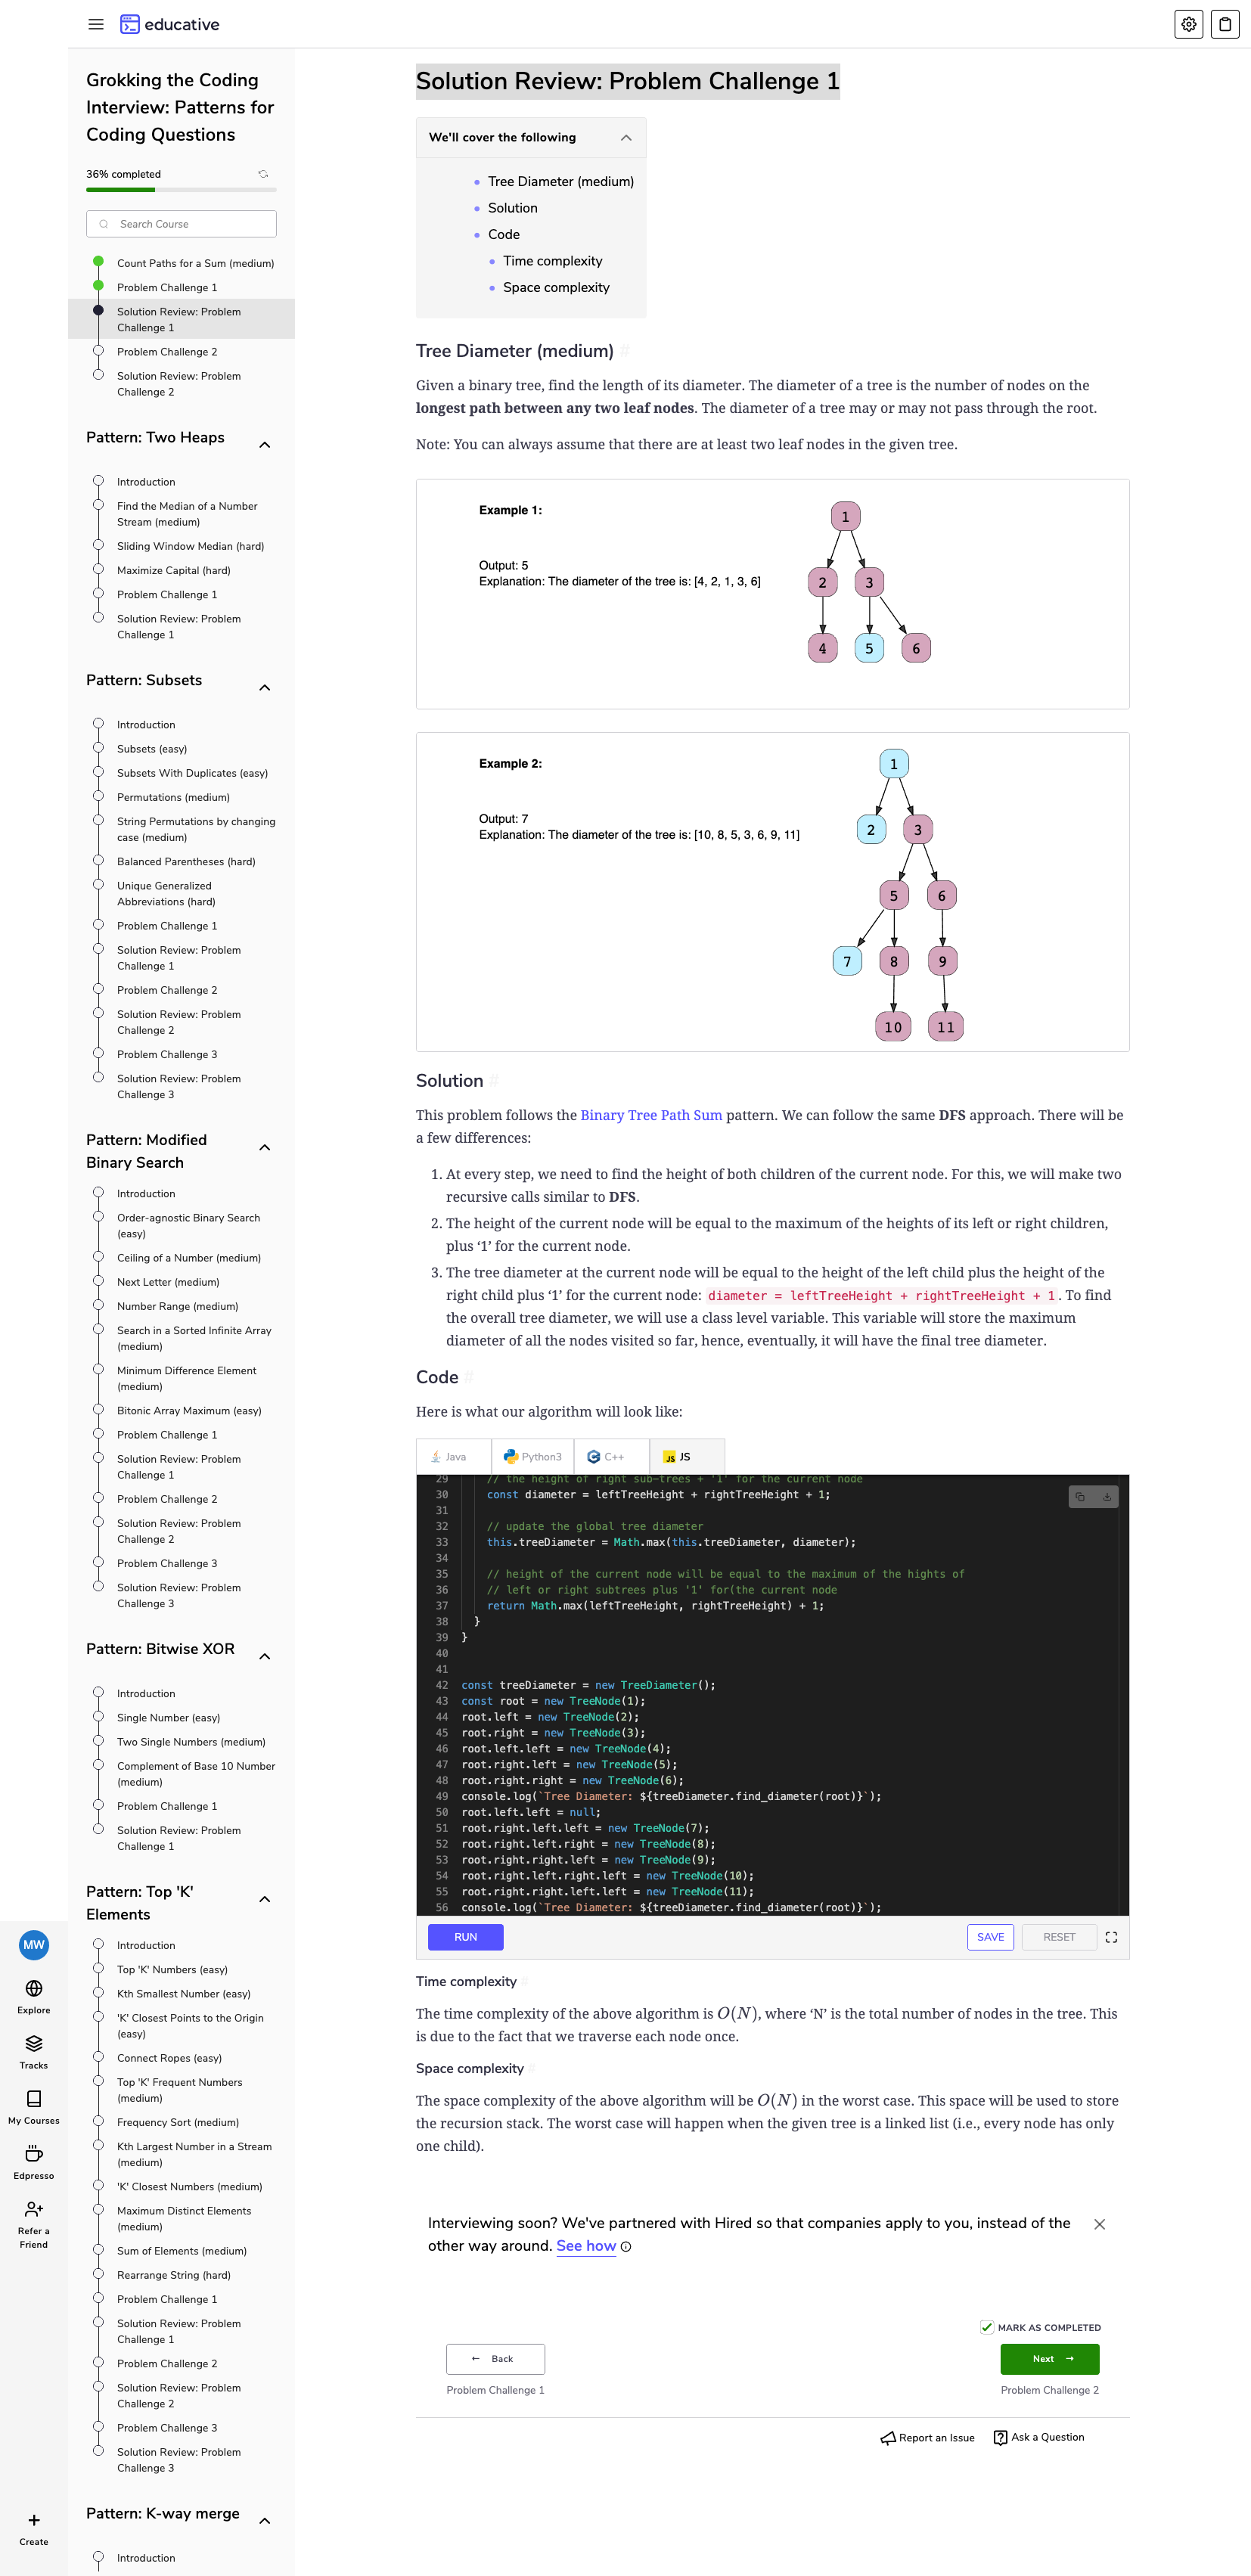 educative
Grokking the Coding
Interview: Patterns for
Coding Questions
36% completed
Search Course
Count Paths for a Sum (medium)
Problem Challenge 1
Solution Review: Problem
Challenge 1
Problem Challenge 2
Solution Review: Problem
Challenge 2
Pattern: Two Heaps
Introduction
Find the Median of a Number
Stream (medium)
Sliding Window Median (hard)
Maximize Capital (hard)
Problem Challenge 1
Solution Review: Problem
Challenge 1
Pattern: Subsets
Introduction
Subsets (easy)
Subsets With Duplicates (easy)
Permutations (medium)
String Permutations by changing
case (medium)
Balanced Parentheses (hard)
Unique Generalized
Abbreviations (hard)
Problem Challenge 1
Solution Review: Problem
Challenge 1
Problem Challenge 2
Solution Review: Problem
Challenge 2
Problem Challenge 3
Solution Review: Problem
Challenge 3
Pattern: Modified
Binary Search
Introduction
Order-agnostic Binary Search
(easy)
Ceiling of a Number (medium)
Next Letter (medium)
Number Range (medium)
Search in a Sorted Infinite Array
(medium)
Minimum Difference Element
(medium)
Bitonic Array Maximum (easy)
Problem Challenge 1
Solution Review: Problem
Challenge 1
Problem Challenge 2
Solution Review: Problem
Challenge 2
Problem Challenge 3
Solution Review: Problem
Challenge 3
Pattern: Bitwise XOR
Introduction
Single Number (easy)
Two Single Numbers (medium)
Complement of Base 10 Number
(medium)
Problem Challenge 1
Solution Review: Problem
Challenge 1
Pattern: Top 'K'
Elements
Introduction
Top 'K' Numbers (easy)
Kth Smallest Number (easy)
'K' Closest Points to the Origin
(easy)
Connect Ropes (easy)
Top 'K' Frequent Numbers
(medium)
Frequency Sort (medium)
Kth Largest Number in a Stream
(medium)
'K' Closest Numbers (medium)
Maximum Distinct Elements
(medium)
Sum of Elements (medium)
Rearrange String (hard)
Problem Challenge 1
Solution Review: Problem
Challenge 1
Problem Challenge 2
Solution Review: Problem
Challenge 2
Problem Challenge 3
Solution Review: Problem
Challenge 3
Pattern: K-way merge
Introduction
MW
Explore
Tracks
My Courses
Edpresso
Refer a
Friend
Create
Solution Review: Problem Challenge 1
We'll cover the following
Tree Diameter (medium)
Solution
Code
Time complexity
Space complexity
Tree Diameter (medium) #
Given a binary tree, find the length of its diameter. The diameter of a tree is the number of nodes on the
longest path between any two leaf nodes. The diameter of a tree may or may not pass through the root.
Note: You can always assume that there are at least two leaf nodes in the given tree.
Example 1:
Output: 5
Explanation: The diameter of the tree is: [4, 2, 1, 3, 6]
1
2 3
4 5 6
Example 2:
Output: 7
Explanation: The diameter of the tree is: [10, 8, 5, 3, 6, 9, 11]
1
2 3
5 6
7 8 9
10 11
Solution #
This problem follows the Binary Tree Path Sum pattern. We can follow the same DFS approach. There will be
a few differences:
1. At every step, we need to find the height of both children of the current node. For this, we will make two
recursive calls similar to DFS.
2. The height of the current node will be equal to the maximum of the heights of its left or right children,
plus ‘1’ for the current node.
3. The tree diameter at the current node will be equal to the height of the left child plus the height of the
right child plus ‘1’ for the current node: diameter = leftTreeHeight + rightTreeHeight + 1. To find
the overall tree diameter, we will use a class level variable. This variable will store the maximum
diameter of all the nodes visited so far, hence, eventually, it will have the final tree diameter.
Code #
Here is what our algorithm will look like:
Java Python3 C++ JS JS
29 // the height of right sub-trees + '1' for the current node
30 const diameter = leftTreeHeight + rightTreeHeight + 1;
31
32 // update the global tree diameter
33 this.treeDiameter = Math.max(this.treeDiameter, diameter);
34
35 // height of the current node will be equal to the maximum of the hights of
36 // left or right subtrees plus '1' for(the current node
37 return Math.max(leftTreeHeight, rightTreeHeight) + 1;
38 }
39 }
40
41
42 const treeDiameter = new TreeDiameter();
43 const root = new TreeNode(1);
44 root.left = new TreeNode(2);
45 root.right = new TreeNode(3);
46 root.left.left = new TreeNode(4);
47 root.right.left = new TreeNode(5);
48 root.right.right = new TreeNode(6);
49 console.log(`Tree Diameter: ${treeDiameter.find_diameter(root)}`);
50 root.left.left = null;
51 root.right.left.left = new TreeNode(7);
52 root.right.left.right = new TreeNode(8);
53 root.right.right.left = new TreeNode(9);
54 root.right.left.right.left = new TreeNode(10);
55 root.right.right.left.left = new TreeNode(11);
56 console.log(`Tree Diameter: ${treeDiameter.find_diameter(root)}`);
RUN SAVE RESET
Time complexity #
The time complexity of the above algorithm is O(N), where ‘N’ is the total number of nodes in the tree. This
is due to the fact that we traverse each node once.
Space complexity #
The space complexity of the above algorithm will be O(N) in the worst case. This space will be used to store
the recursion stack. The worst case will happen when the given tree is a linked list (i.e., every node has only
one child).
Interviewing soon? We've partnered with Hired so that companies apply to you, instead of the
other way around. See how
MARK AS COMPLETED
← Back
Next →
Problem Challenge 1
Problem Challenge 2
Report an Issue
Ask a Question